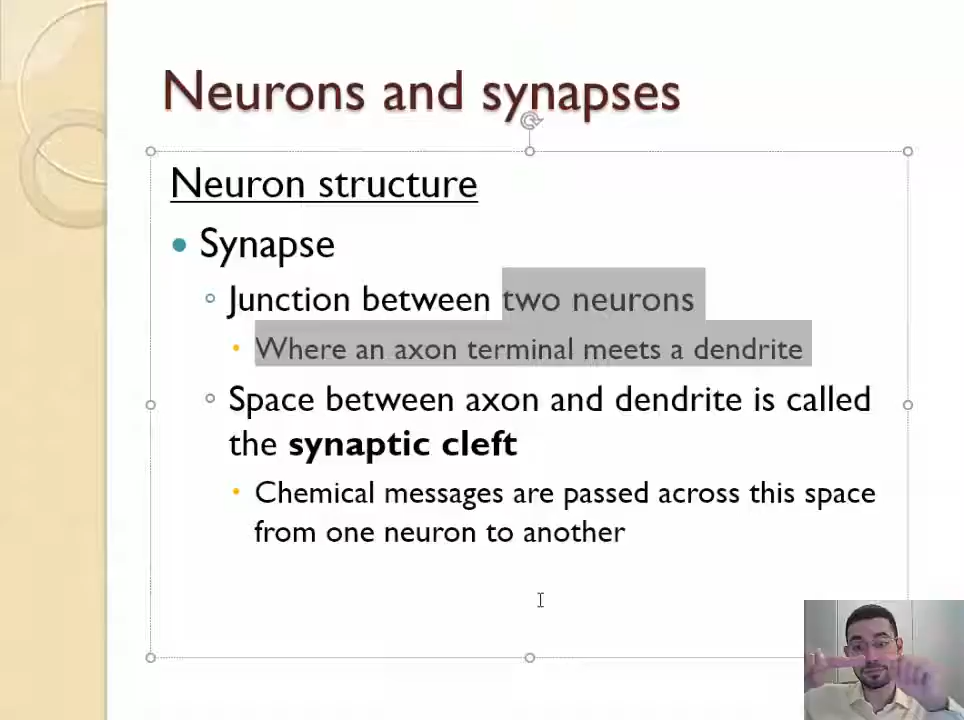 Neurons and synapses
Neuron structure
Synapse
Junction between two neurons
Where an axon terminal meets a dendrite
Space between axon and dendrite is called
the synaptic cleft
Chemical messages are passed across this space
from one neuron to another